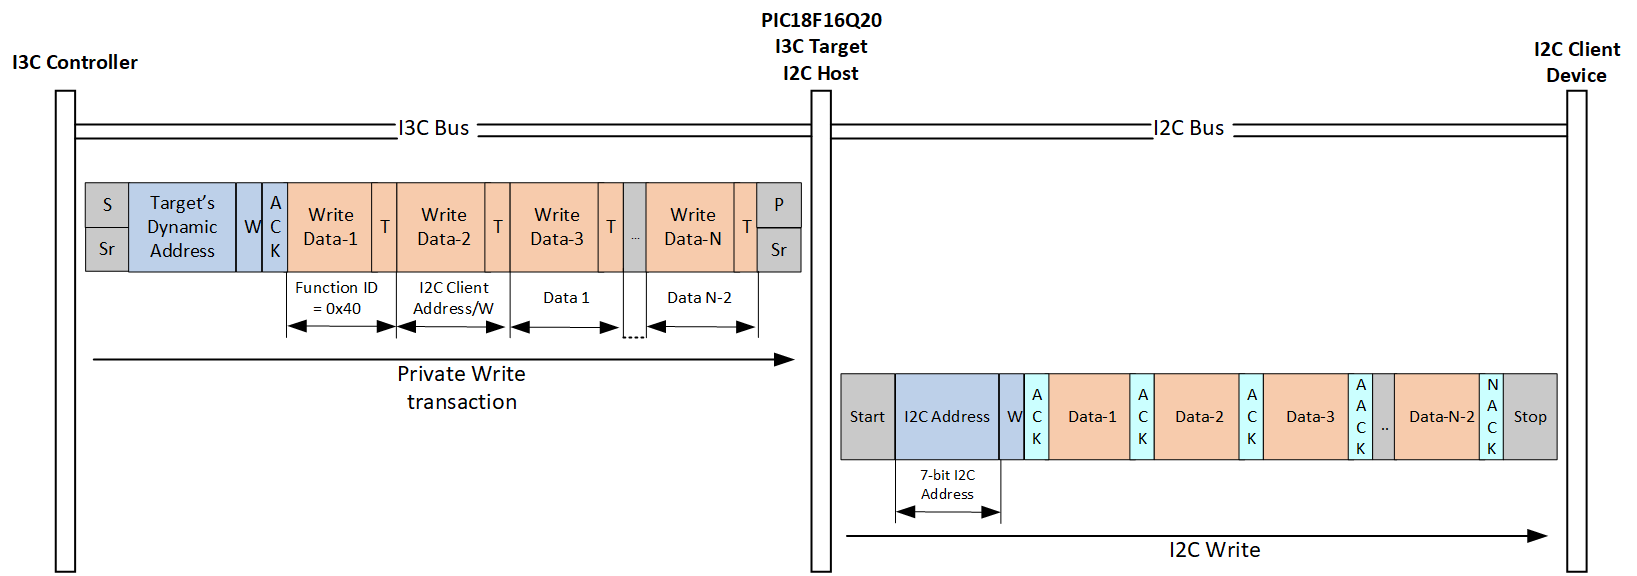 PIC18F16Q20
I3C Target
I2C Host
I3C Controller
I2C Client
Device
I3C Bus
I2C Bus
S
Sr
Target's
Dynamic
Address
W
A
C
K
Write
Data-1
T
Write
Data-2
T
Write
Data-3
T
...
Write
Data-N
T
P
Sr
Function ID
= 0x40
I2C Client
Address/W
Data 1
Data N-2
Private Write
transaction
Start
I2C Address
W
A
C
K
Data-1
A
C
K
Data-2
A
C
K
Data-3
A
A
C
K
..
Data-N-2
N
A
C
K
Stop
7-bit I2C
Address
I2C Write